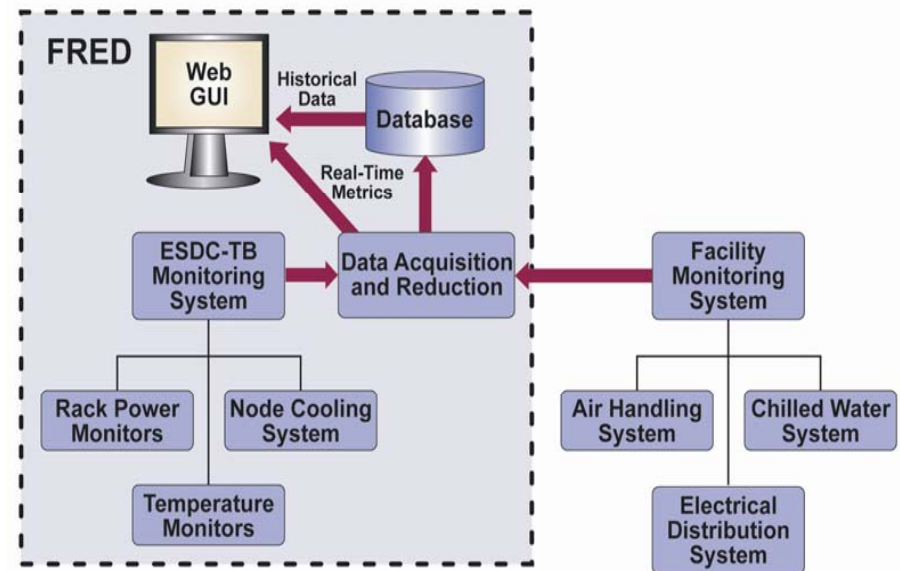 FRED
Web
GUI
Historical
Data
Database
Real-Time
Metrics
ESDC-TB
Monitoring
System
Data Acquisition
and Reduction
Facility
Monitoring
System
Rack Power
Monitors
Node Cooling
System
Air Handling
System
Chilled Water
System
Temperature
Monitors
Electrical
Distribution
System